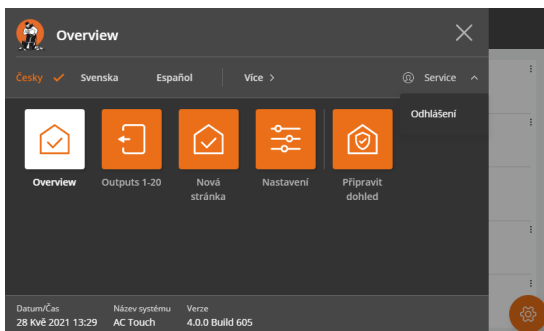 Overview
Česky Svenska Español Více > Service
Odhlášení
Overview Outputs 1-20 Nová stránka Nastavení Připravit dohled
Datum/Čas Název systému Verze
28 Kvě 2021 13:29 AC Touch 4.0.0 Build 605